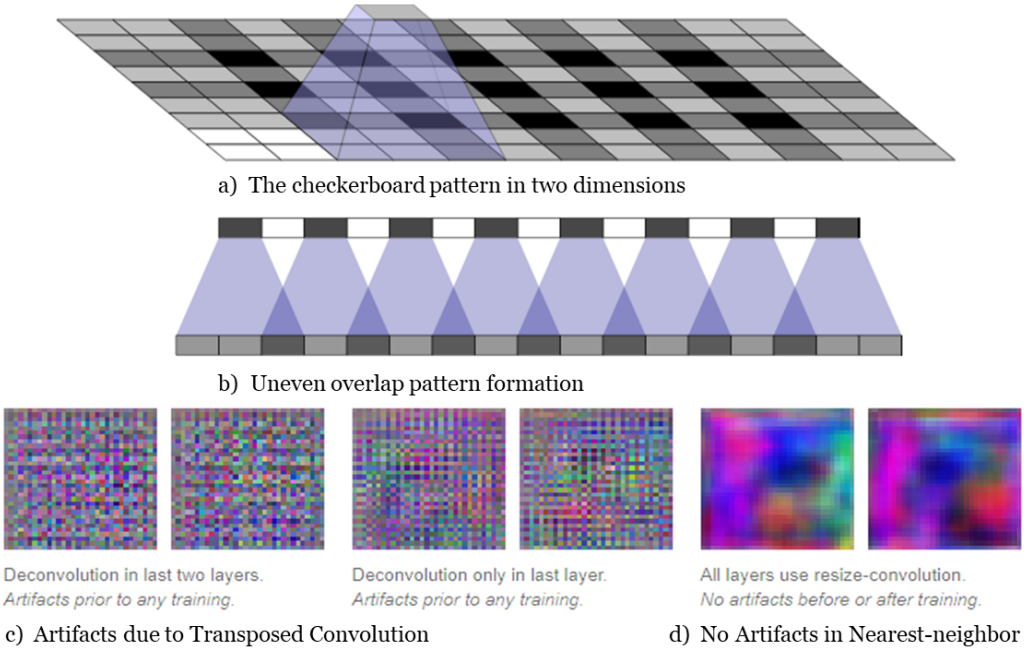 a) The checkerboard pattern in two dimensions
b) Uneven overlap pattern formation
Deconvolution in last two layers.
Artifacts prior to any training.
Deconvolution only in last layer.
Artifacts prior to any training.
All layers use resize-convolution.
No artifacts before or after training.
c) Artifacts due to Transposed Convolution
d) No Artifacts in Nearest-neighbor